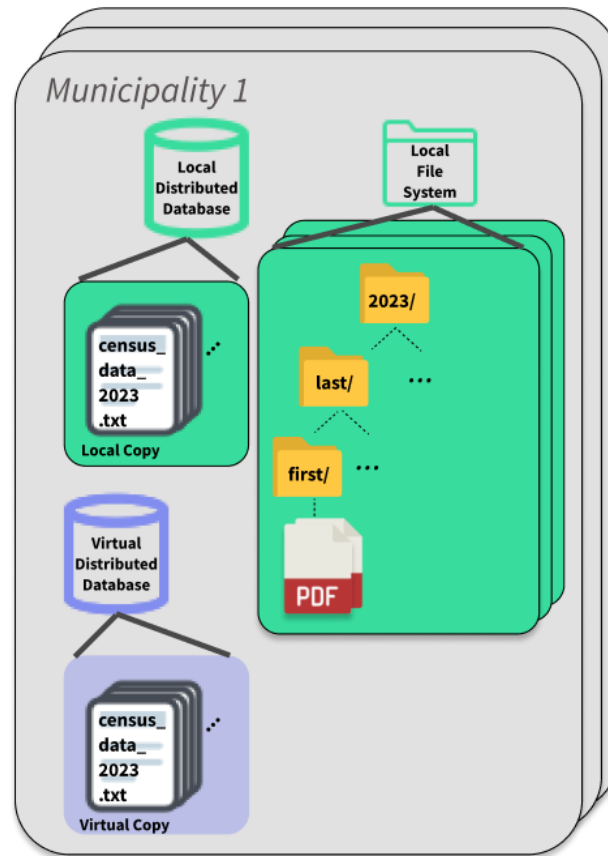 Municipality 1
Local
Distributed
Database
Local
File
System
census_
data_
2023
.txt
...
Local Copy
2023/
last/
...
first/
...
PDF
Virtual
Distributed
Database
census_
data_
2023
.txt
...
Virtual Copy